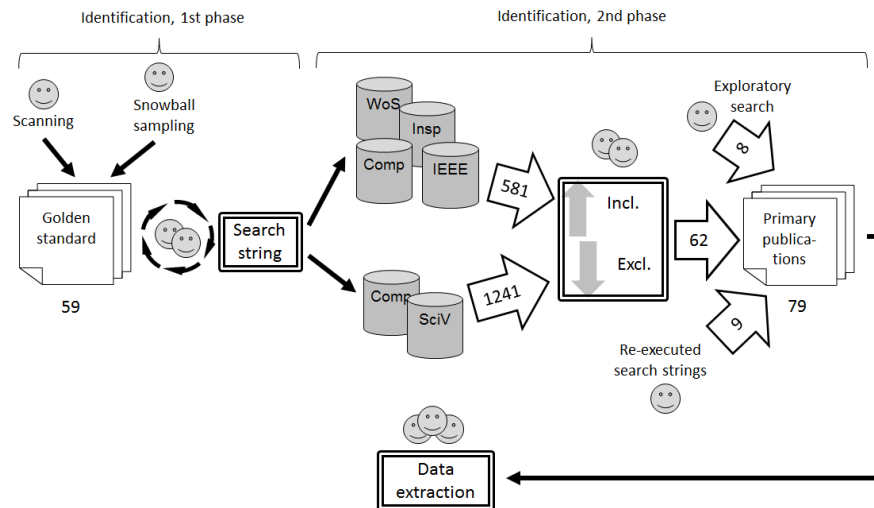 Identification, 1st phase
Identification, 2nd phase
Scanning
Snowball
sampling
Exploratory
search
WoS
Insp
Comp
IEEE
581
8
Golden
standard
59
Search
string
Incl.
Excl.
62
Primary
publica-
tions
79
Comp
SciV
1241
9
Re-executed
search strings
Data
extraction